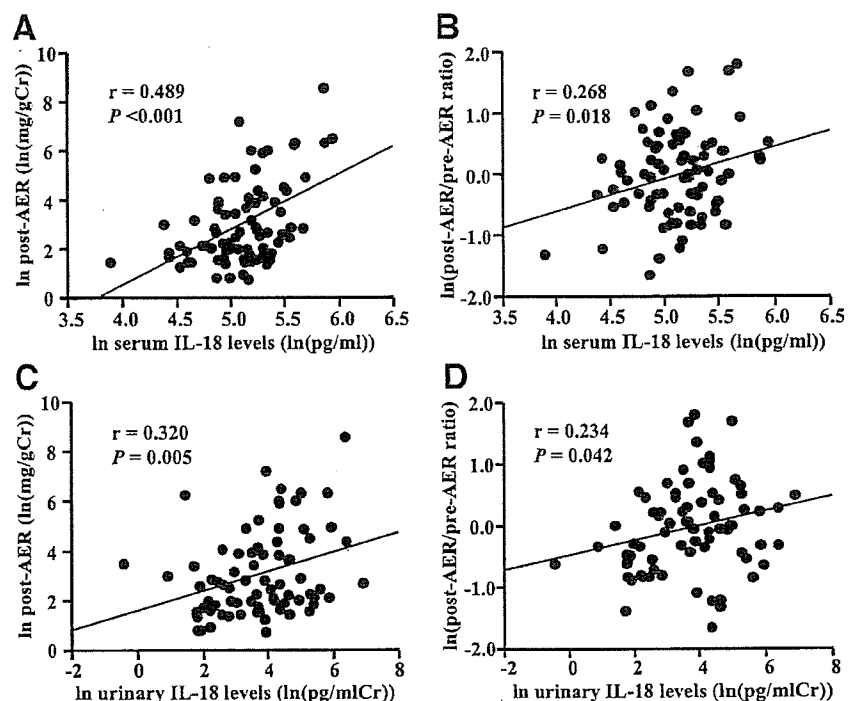 A
ln post-AER (ln(mg/gCr))
r = 0.489
P <0.001
10
8
6
4
2
0
3.5 4.0 4.5 5.0 5.5 6.0 6.5
ln serum IL-18 levels (ln(pg/ml))
B
ln(post-AER/pre-AER ratio)
r = 0.268
P = 0.018
2.0
1.0
0.0
-1.0
-2.0
3.5 4.0 4.5 5.0 5.5 6.0 6.5
ln serum IL-18 levels (ln(pg/ml))
C
ln post-AER (ln(mg/gCr))
r = 0.320
P = 0.005
10
8
6
4
2
0
-2 0 2 4 6 8
ln urinary IL-18 levels (ln(pg/mlCr))
D
ln(post-AER/pre-AER ratio)
r = 0.234
P = 0.042
2.0
1.0
0.0
-1.0
-2.0
-2 0 2 4 6 8
ln urinary IL-18 levels (ln(pg/mlCr))